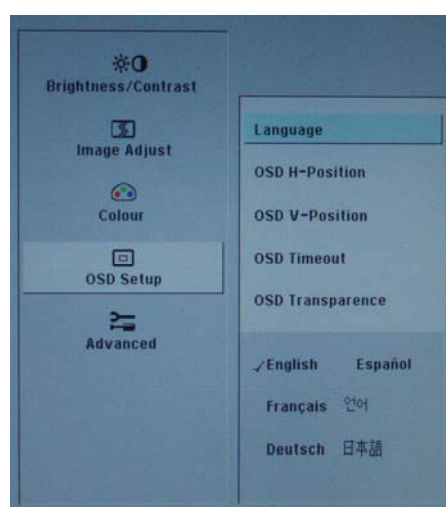 Brightness/Contrast
Image Adjust
Colour
OSD Setup
Advanced
Language
OSD H-Position
OSD V-Position
OSD Timeout
OSD Transparence
✓English Español
Français 언어
Deutsch 日本語